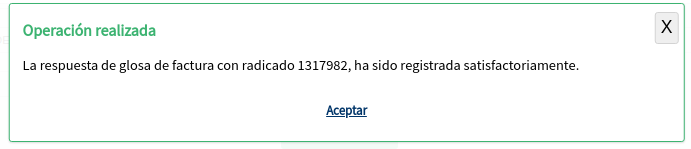 Operación realizada
X
La respuesta de glosa de factura con radicado 1317982, ha sido registrada satisfactoriamente.
Aceptar